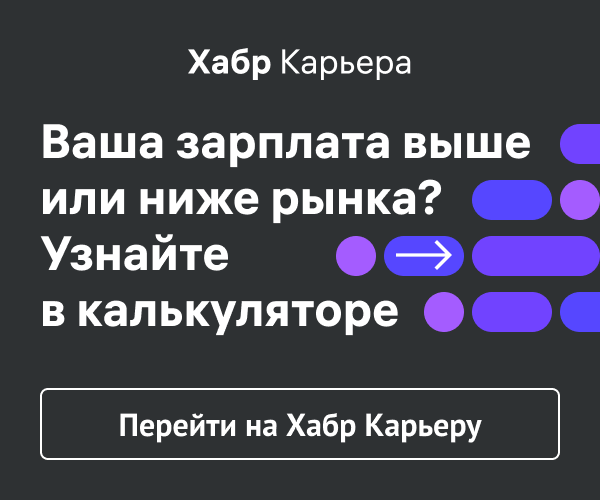 Хабр Карьера
Ваша зарплата выше
или ниже рынка?
Узнайте
в калькуляторе
Перейти на Хабр Карьеру